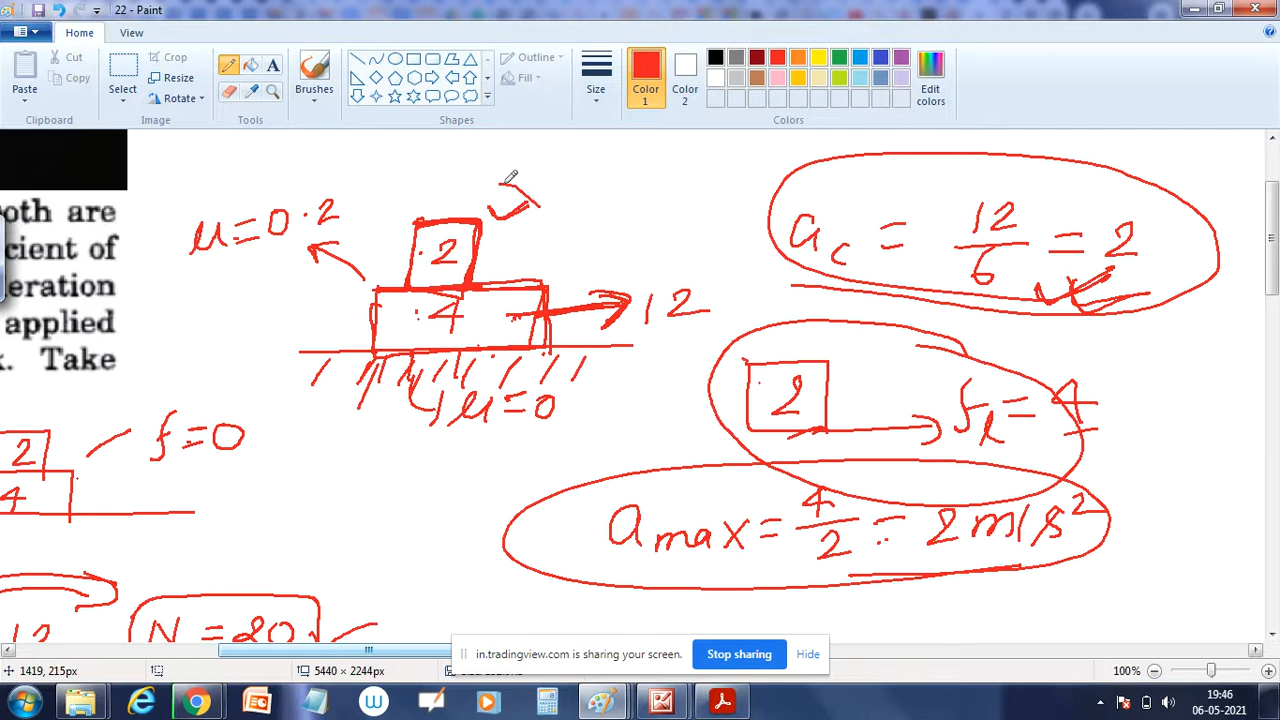 22 - Paint
Home
View
Paste
Cut
Copy
Select
Crop
Resize
Rotate
A
Brushes
Outline
Fill
Size
Color
1
Color
2
Edit
colors
Clipboard
Image
Tools
Shapes
Colors
oth are
cient of
eration
applied
k. Take
μ = 0.2
2
4
12
μ = 0
a_c = 12/6 = 2
2
f_l = 4
a_max = 4/2 = 2 m/s²
2
4
f = 0
12
N = 20
in.tradingview.com is sharing your screen.
Stop sharing
Hide
1419, 215px
5440 × 2244px
100%
19:46
06-05-2021